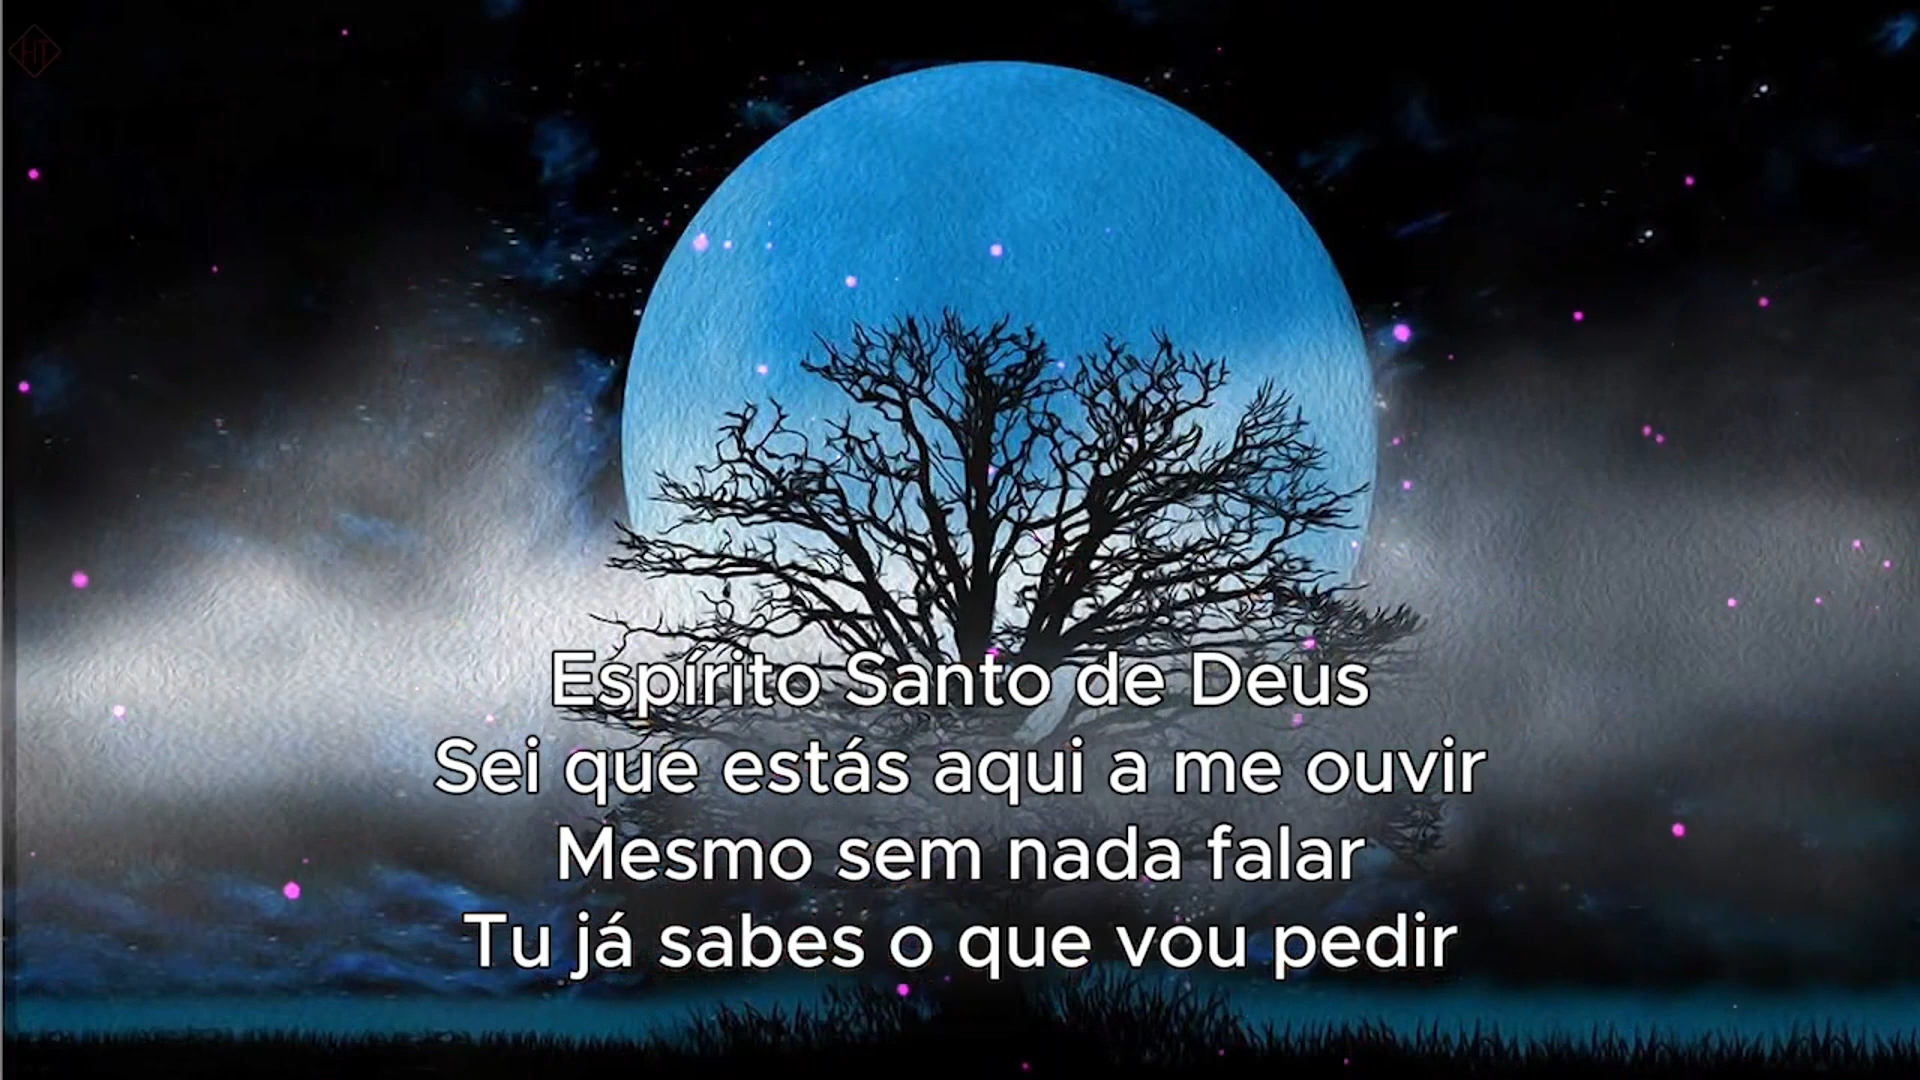 HT
Espírito Santo de Deus
Sei que estás aqui a me ouvir
Mesmo sem nada falar
Tu já sabes o que vou pedir